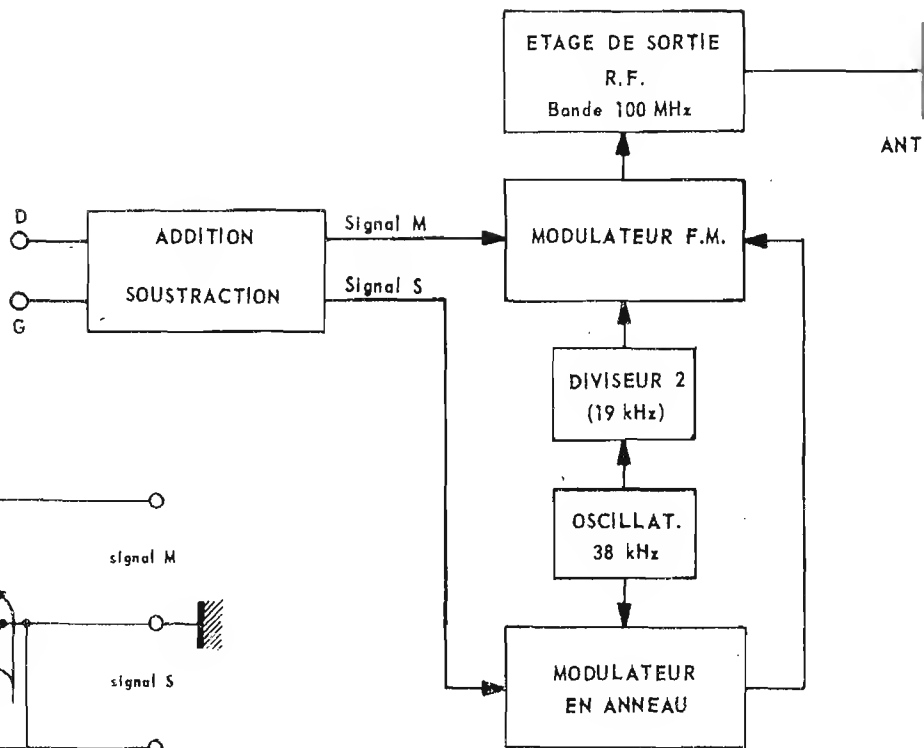 ETAGE DE SORTIE
R.F.
Bande 100 MHz
ANT
D
G
ADDITION
SOUSTRACTION
Signal M
Signal S
MODULATEUR F.M.
DIVISEUR 2
(19 kHz)
OSCILLAT.
38 kHz
MODULATEUR
EN ANNEAU
signal M
signal S